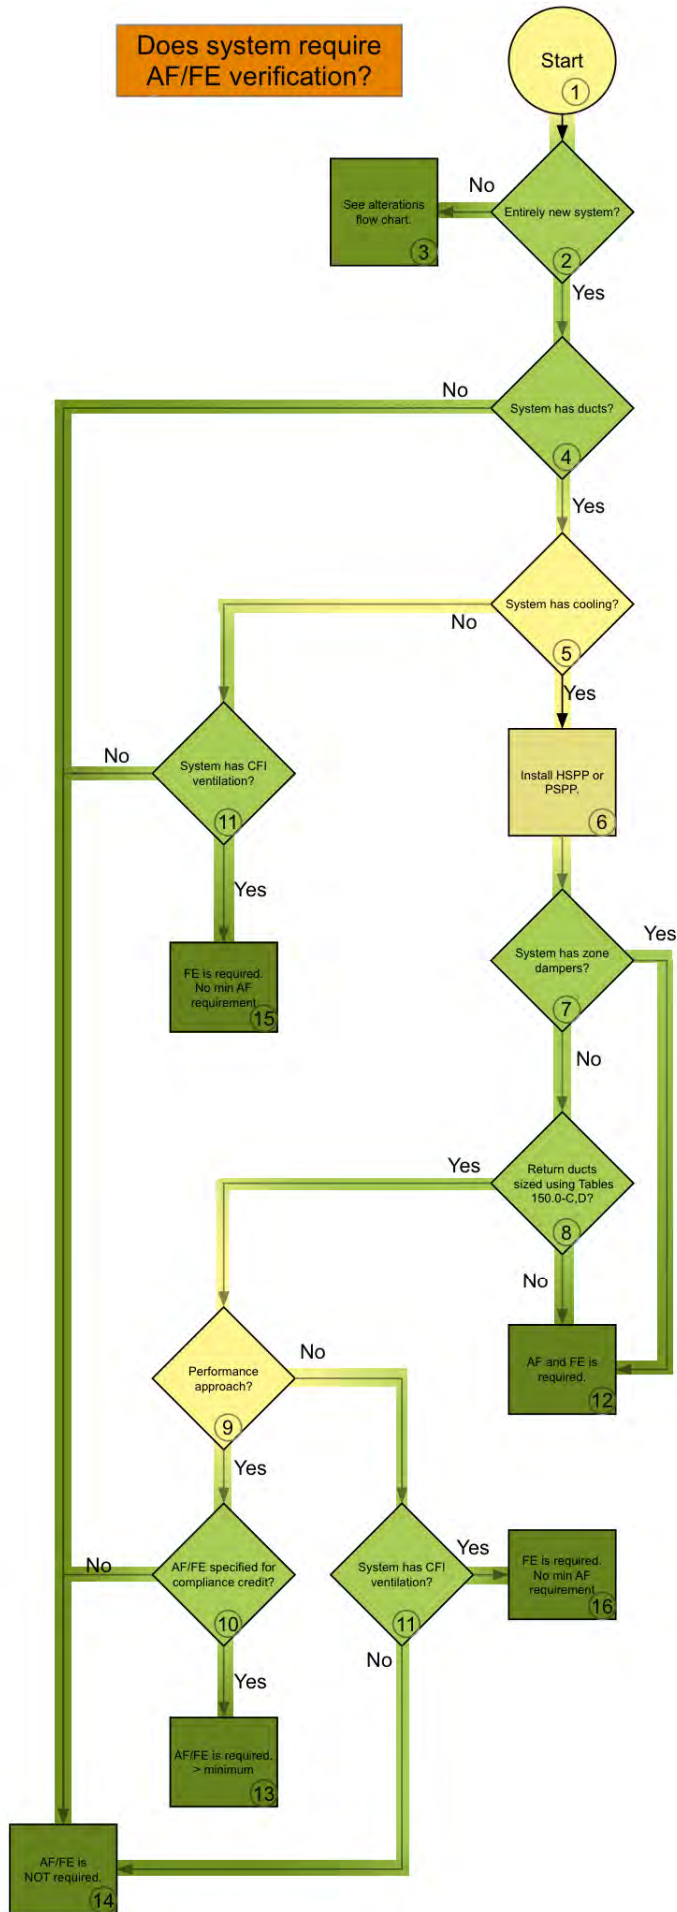 Does system require
AF/FE verification?
Start
1
No
See alterations
flow chart.
3
Entirely new system?
2
Yes
No
System has ducts?
4
Yes
System has cooling?
No
5
Yes
No
System has CFI
ventilation?
11
Install HSPP or
PSPP.
6
Yes
FE is required.
No min AF
requirement
15
System has zone
dampers?
Yes
7
No
Yes
Return ducts
sized using Tables
150.0-C,D?
8
No
AF and FE is
required.
12
Performance
approach?
No
9
Yes
No
AF/FE specified for
compliance credit?
10
System has CFI
ventilation?
Yes
11
FE is required.
No min AF
requirement
16
No
Yes
AF/FE is required.
> minimum
13
AF/FE is
NOT required.
14